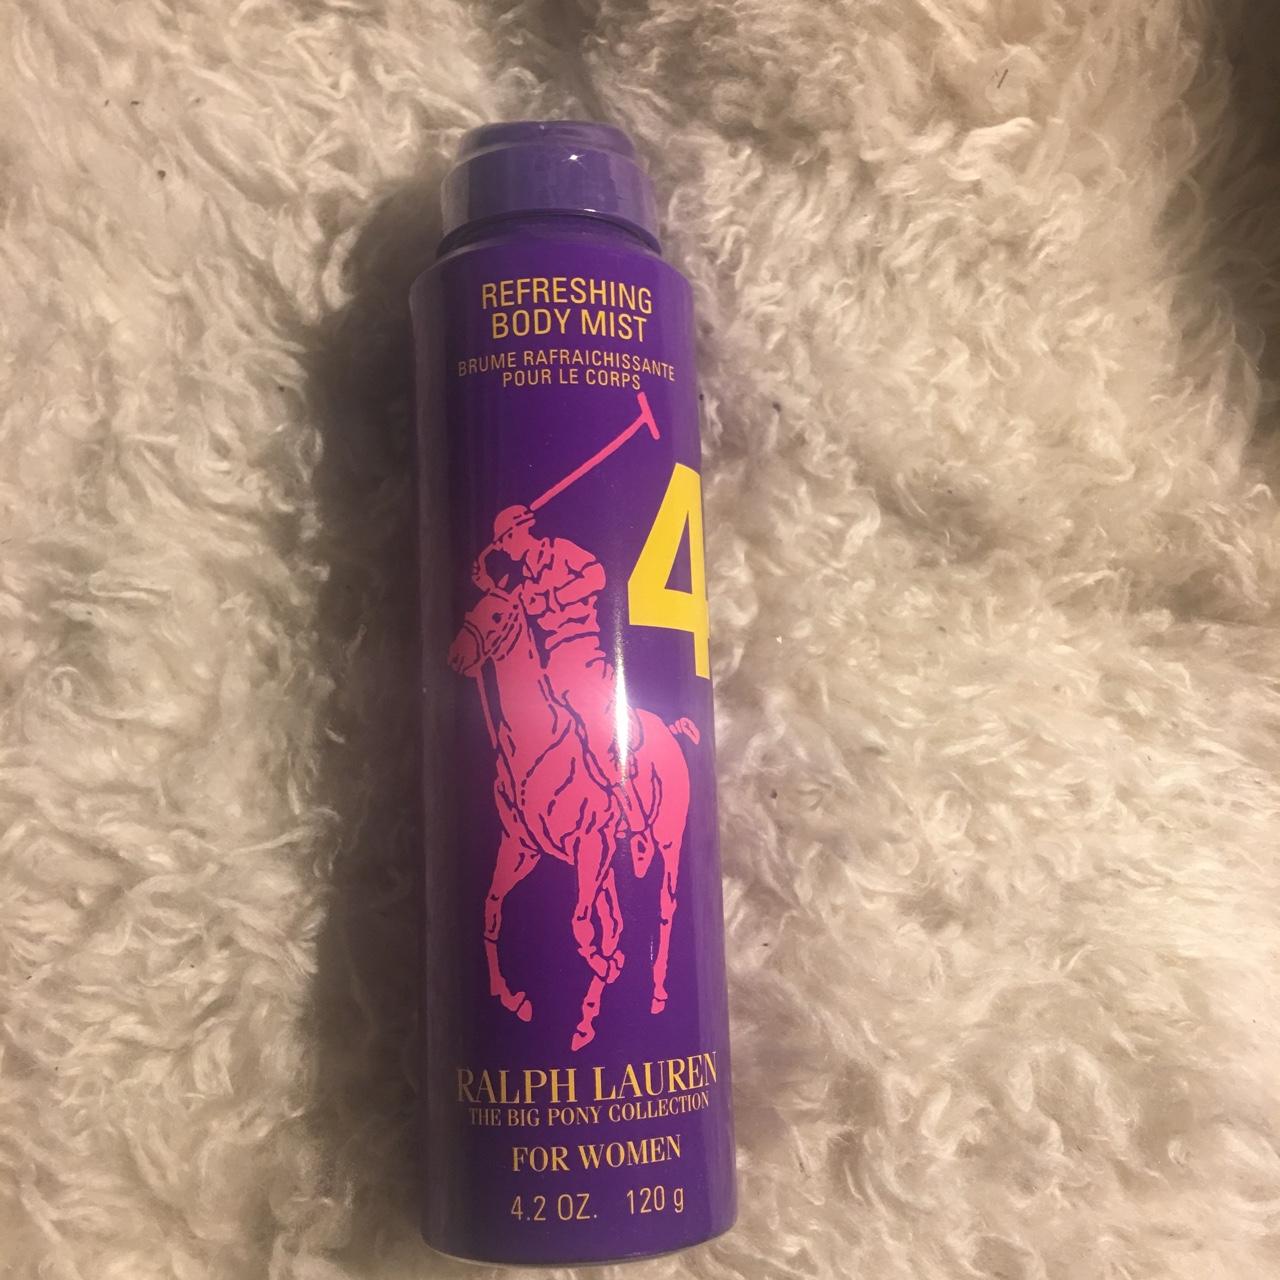 REFRESHING
BODY MIST
BRUME RAFRAICHISSANTE
POUR LE CORPS
4
RALPH LAUREN
THE BIG PONY COLLECTION
FOR WOMEN
4.2 OZ. 120 g